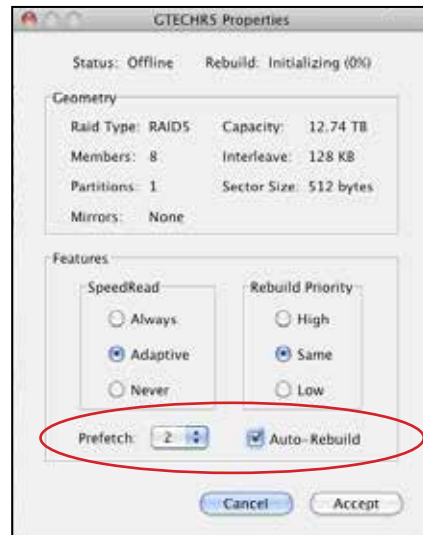 GTECHR5 Properties
Status: Offline Rebuild: Initializing (0%)
Geometry
Raid Type: RAID5 Capacity: 12.74 TB
Members: 8 Interleave: 128 KB
Partitions: 1 Sector Size: 512 bytes
Mirrors: None
Features
SpeedRead Rebuild Priority
Always High
Adaptive Same
Never Low
Prefetch: 2 Auto-Rebuild
Cancel Accept